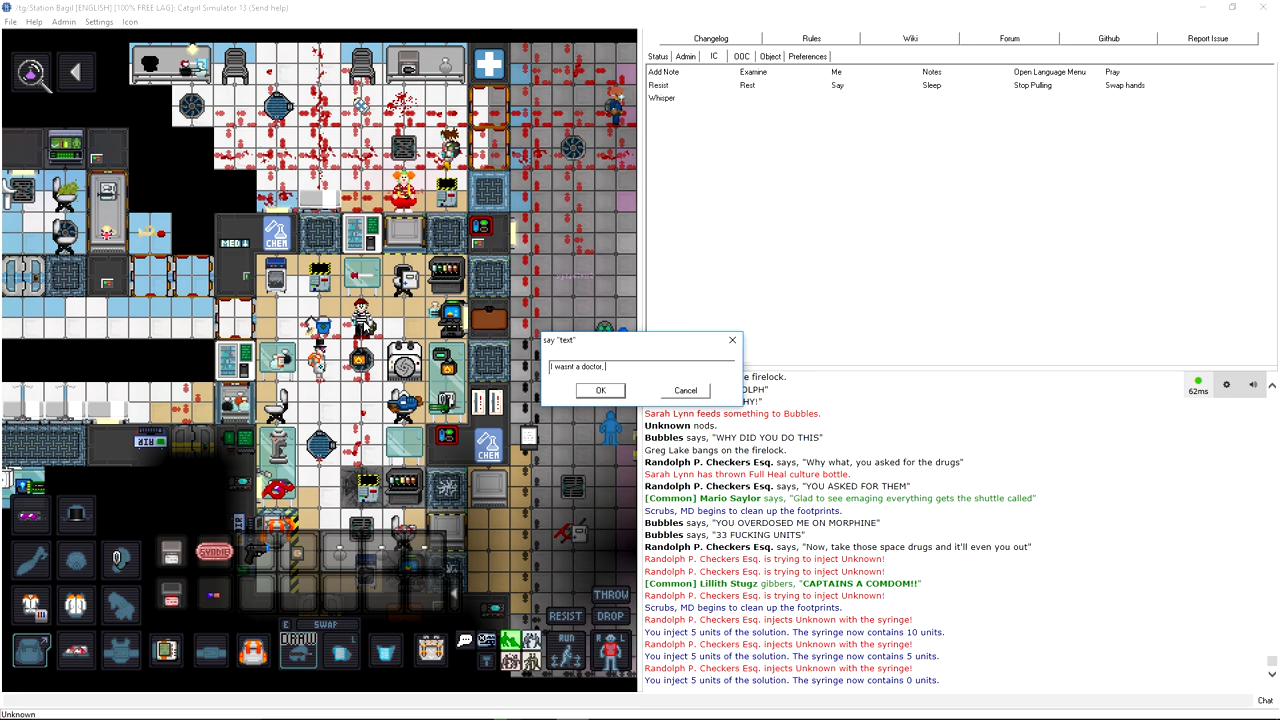 /tg/Station Bagil [ENGLISH] [100% FREE LAG]: Catgirl Simulator 13 (Send help)
File Help Admin Settings Icon
Changelog Rules Wiki Forum Github Report Issue
Status Admin IC OOC Object Preferences
Add Note Examine Me Notes Open Language Menu Pray
Resist Rest Say Sleep Stop Pulling Swap hands
Whisper
MED
CHEM
say "text"
I wasnt a doctor,
OK Cancel
62ms
e firelock.
OLPH"
HY!"
Sarah Lynn feeds something to Bubbles.
Unknown nods.
Bubbles says, "WHY DID YOU DO THIS"
Greg Lake bangs on the firelock.
Randolph P. Checkers Esq. says, "Why what, you asked for the drugs"
Sarah Lynn has thrown Full Heal culture bottle.
Randolph P. Checkers Esq. says, "YOU ASKED FOR THEM"
[Common] Mario Saylor says, "Glad to see emaging everything gets the shuttle called"
Scrubs, MD begins to clean up the footprints.
Bubbles says, "YOU OVERDOSED ME ON MORPHINE"
Bubbles says, "33 FUCKING UNITS"
Randolph P. Checkers Esq. says, "Now, take those space drugs and it'll even you out"
Randolph P. Checkers Esq. is trying to inject Unknown!
Randolph P. Checkers Esq. is trying to inject Unknown!
[Common] Lillith Stugz gibbers, "CAPTAINS A COMDOM!!"
Randolph P. Checkers Esq. is trying to inject Unknown!
Scrubs, MD begins to clean up the footprints.
Randolph P. Checkers Esq. injects Unknown with the syringe!
You inject 5 units of the solution. The syringe now contains 10 units.
Randolph P. Checkers Esq. injects Unknown with the syringe!
You inject 5 units of the solution. The syringe now contains 5 units.
Randolph P. Checkers Esq. injects Unknown with the syringe!
You inject 5 units of the solution. The syringe now contains 0 units.
AIR
CHEM
SYNDIE
THROW
RESIST DROP
E SWAP
DRAW
L
RUN
R L
Chat
Unknown